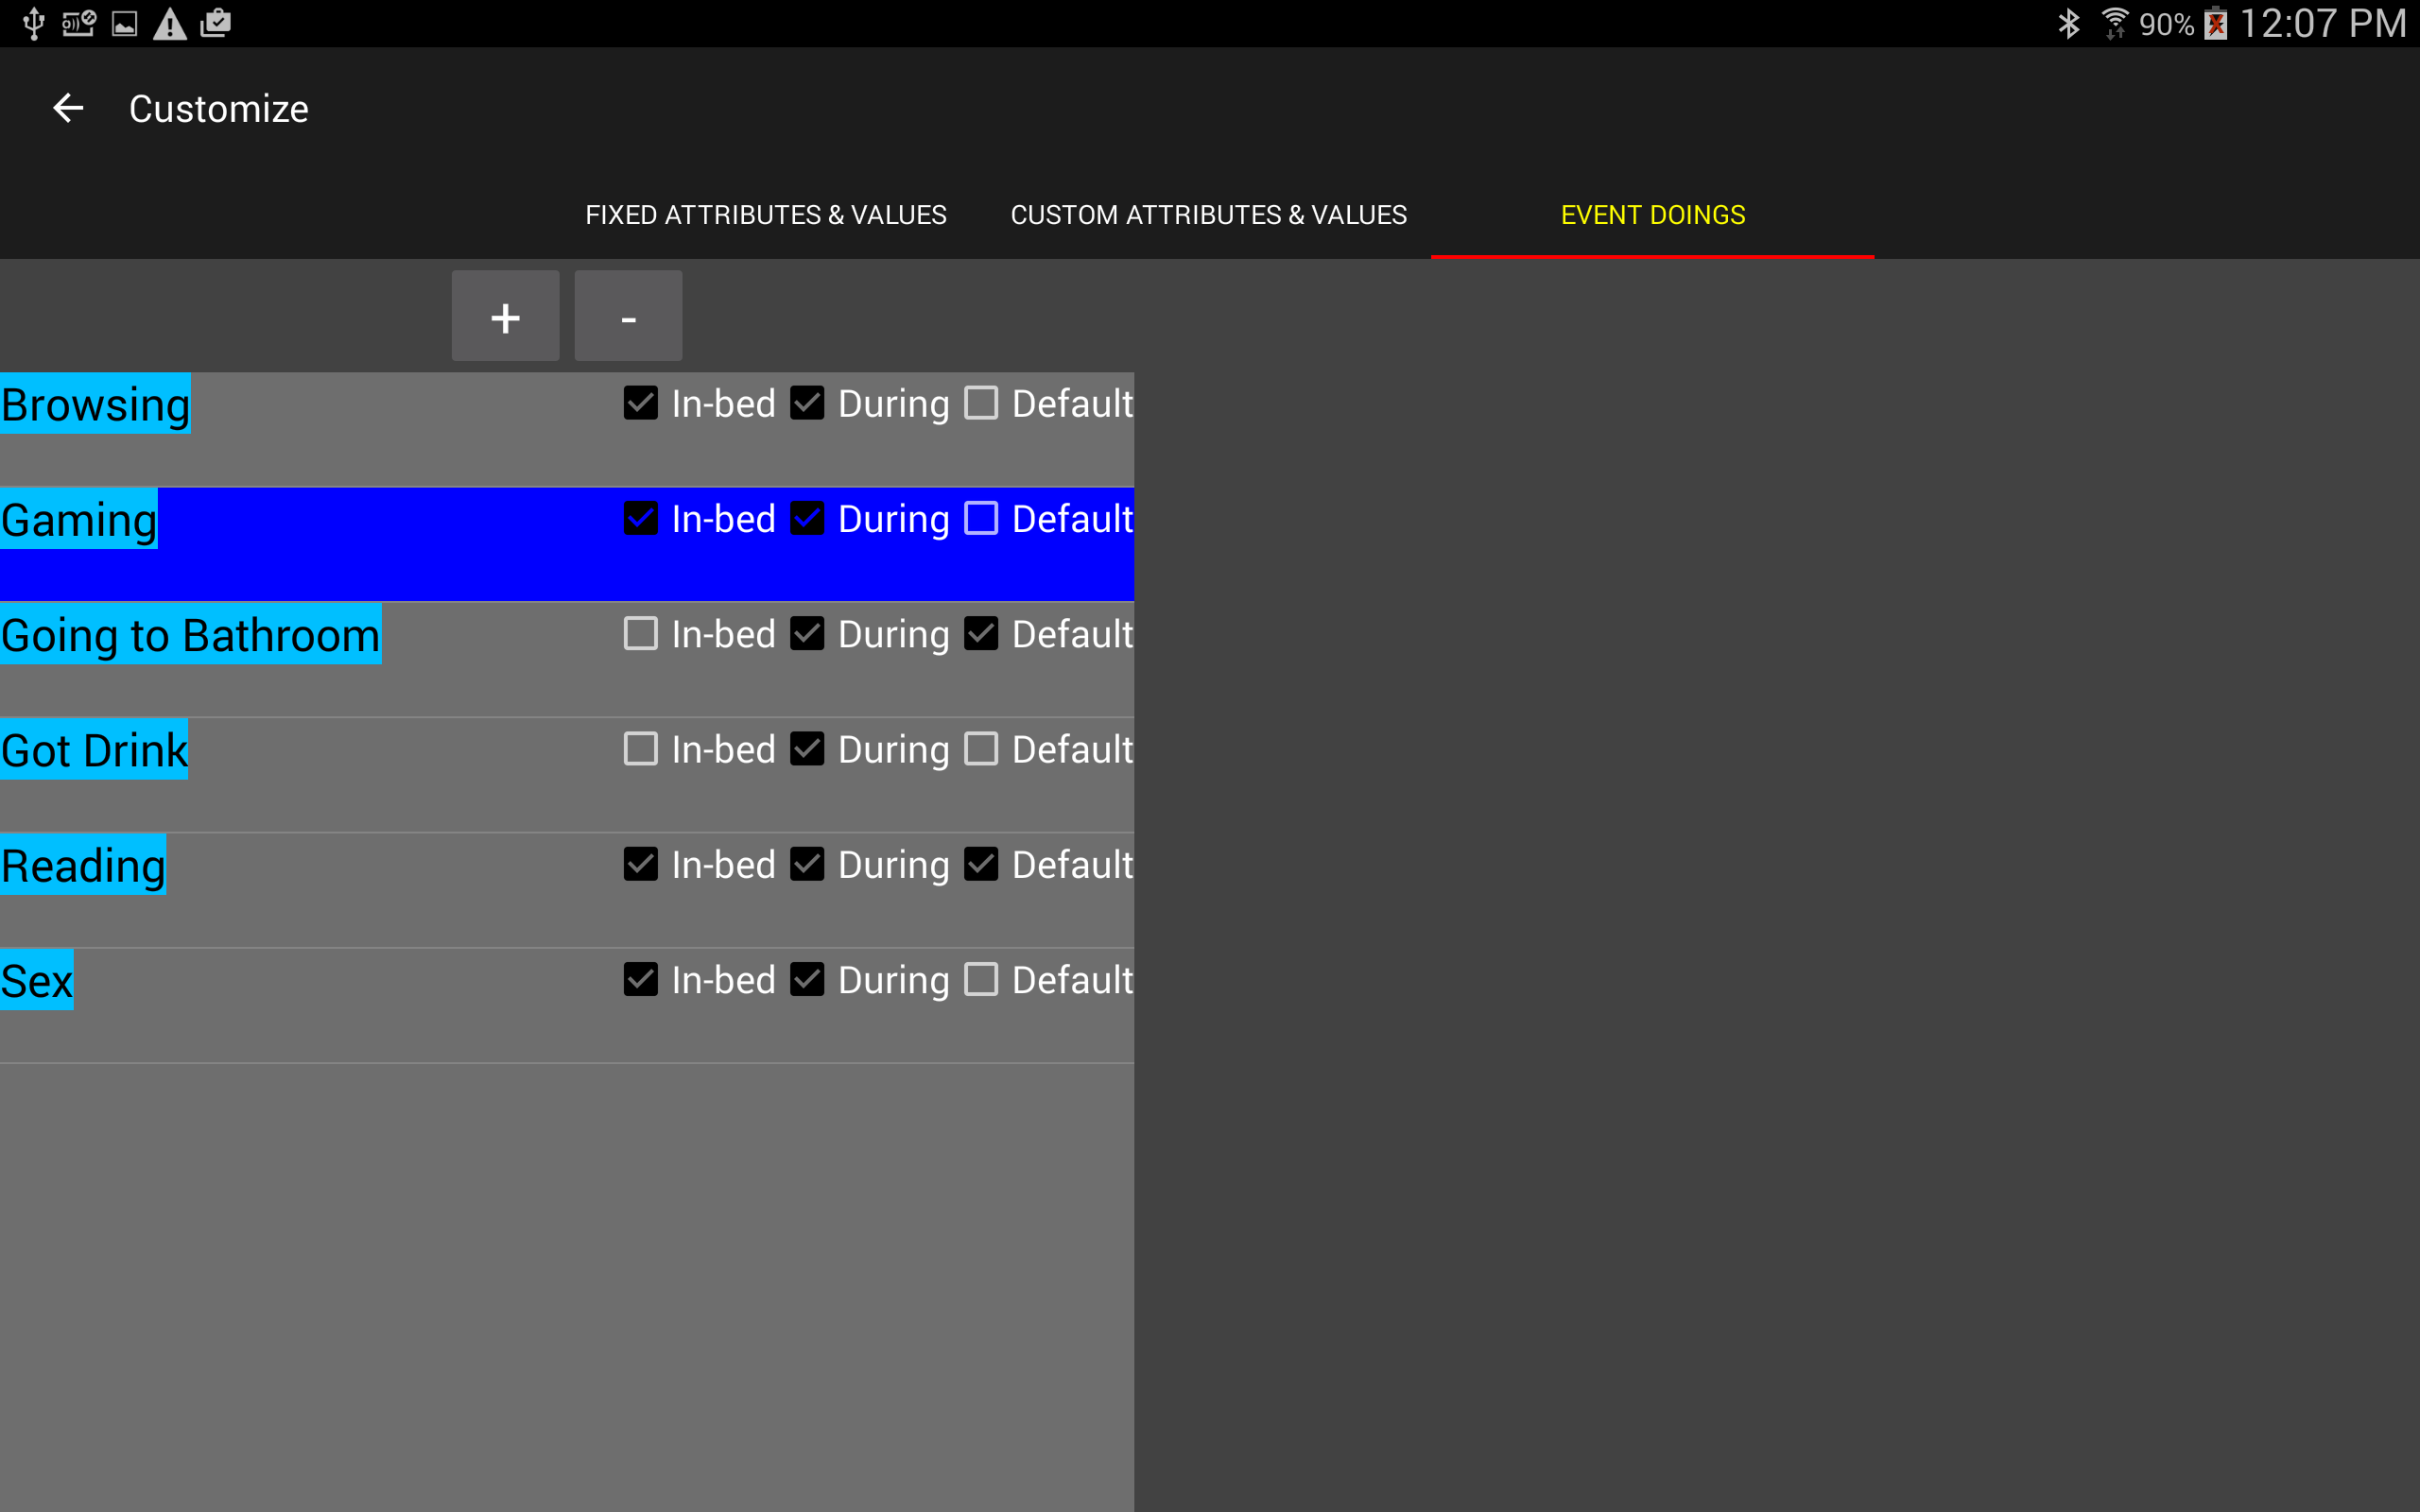 90% 12:07 PM
Customize
FIXED ATTRIBUTES & VALUES CUSTOM ATTRIBUTES & VALUES EVENT DOINGS
+ -
Browsing In-bed During Default
Gaming In-bed During Default
Going to Bathroom In-bed During Default
Got Drink In-bed During Default
Reading In-bed During Default
Sex In-bed During Default